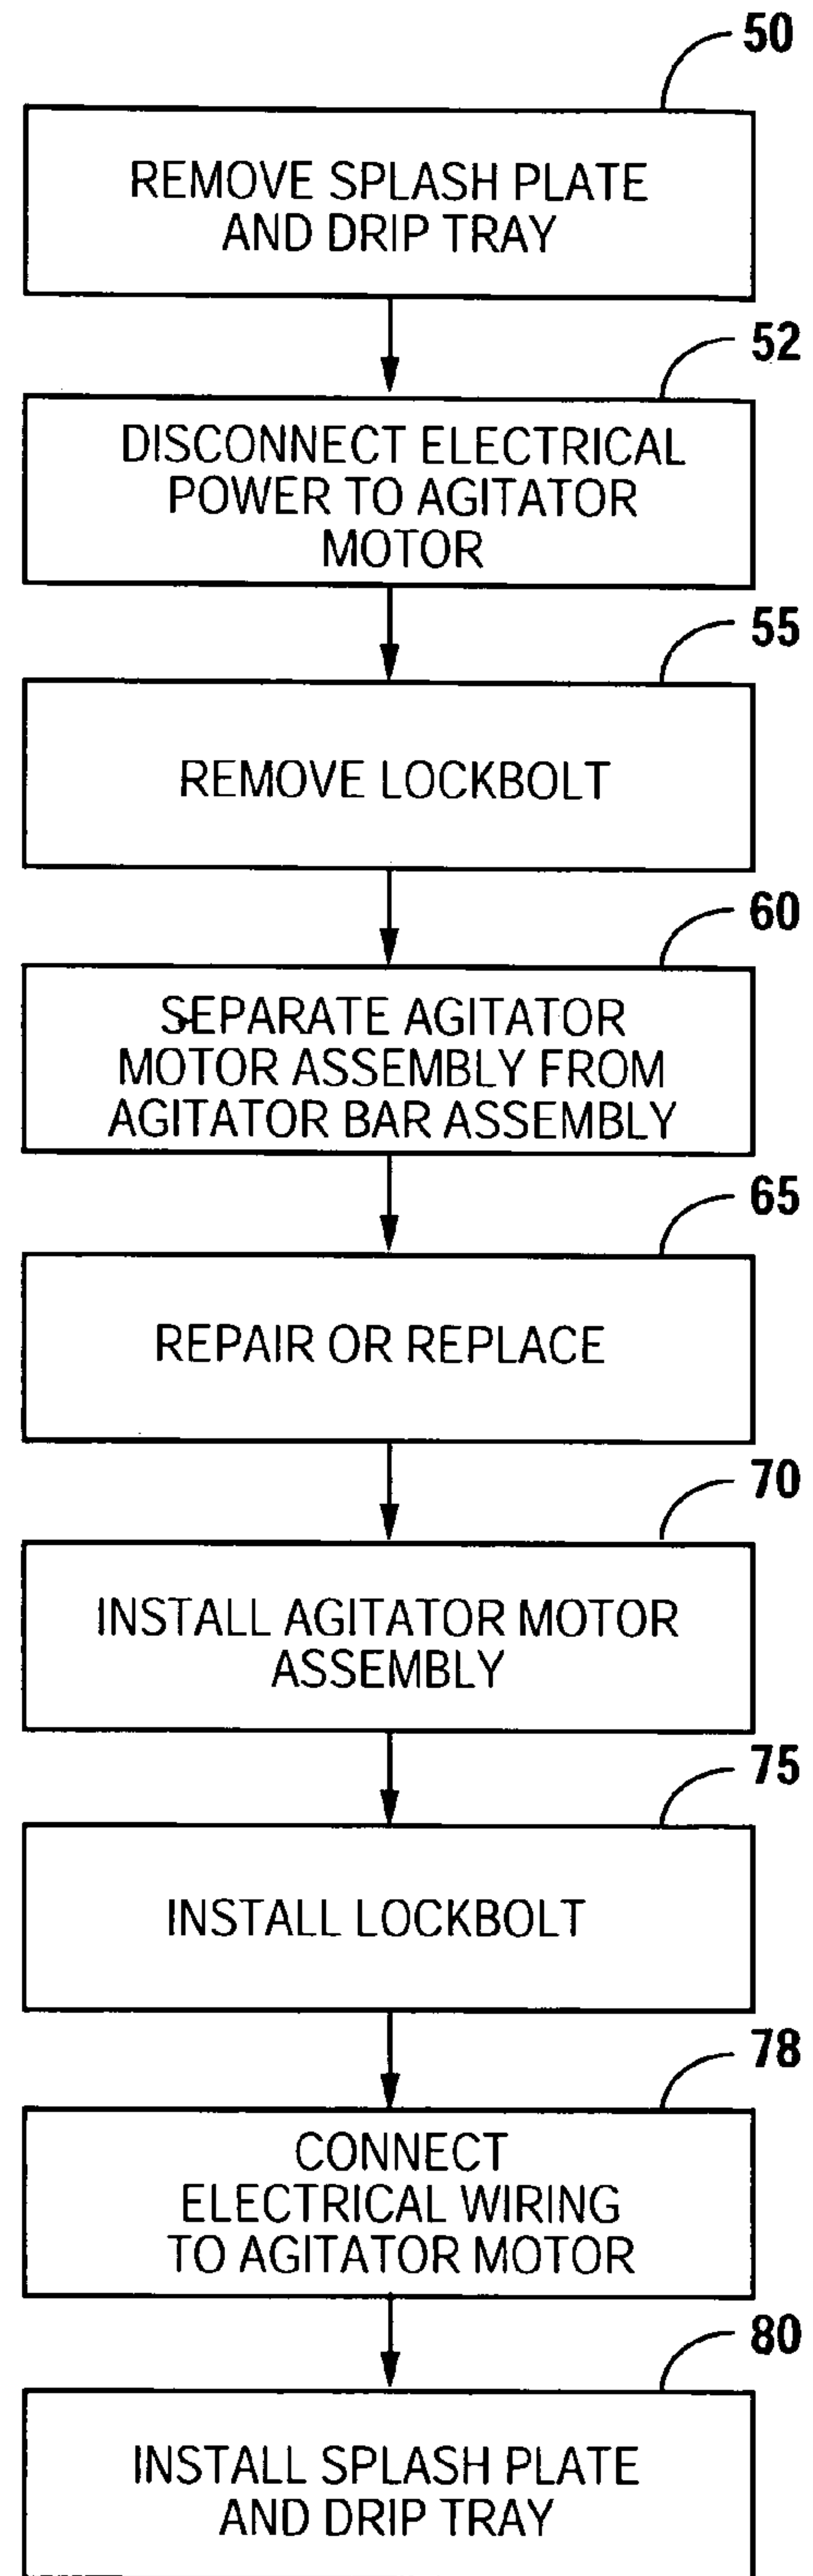 50
REMOVE SPLASH PLATE
AND DRIP TRAY
52
DISCONNECT ELECTRICAL
POWER TO AGITATOR
MOTOR
55
REMOVE LOCKBOLT
60
SEPARATE AGITATOR
MOTOR ASSEMBLY FROM
AGITATOR BAR ASSEMBLY
65
REPAIR OR REPLACE
70
INSTALL AGITATOR MOTOR
ASSEMBLY
75
INSTALL LOCKBOLT
78
CONNECT
ELECTRICAL WIRING
TO AGITATOR MOTOR
80
INSTALL SPLASH PLATE
AND DRIP TRAY